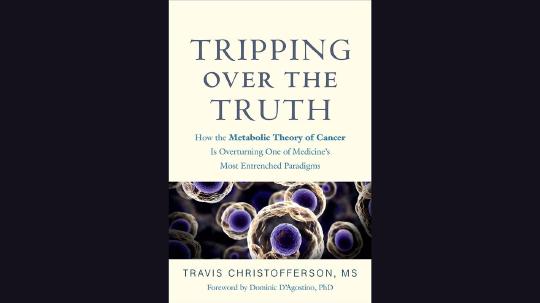 TRIPPING
OVER THE
TRUTH
How the Metabolic Theory of Cancer
Is Overturning One of Medicine's
Most Entrenched Paradigms
TRAVIS CHRISTOFFERSON, MS
Foreword by Dominic D'Agostino, PhD